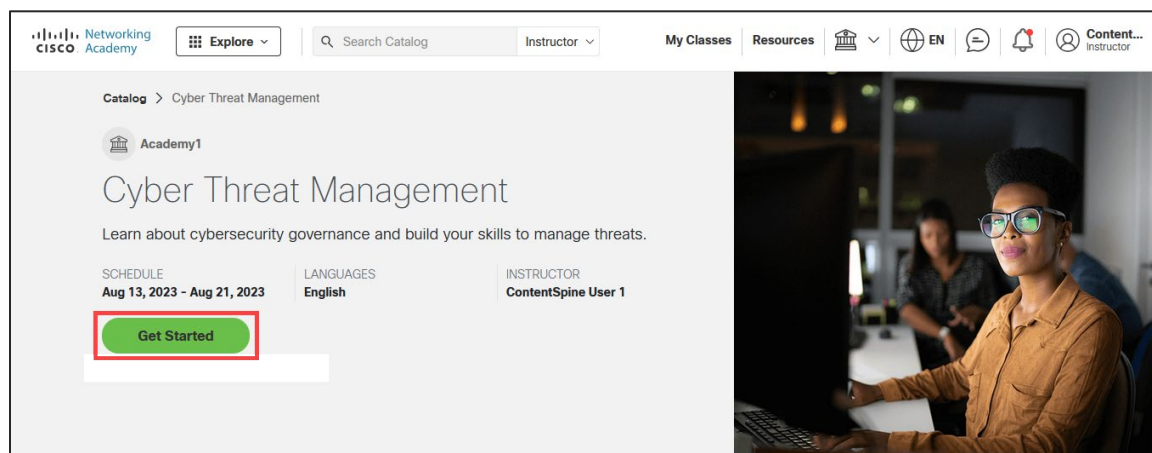 Networking
CISCO Academy
Explore
Search Catalog
Instructor
My Classes
Resources
EN
Content...
Instructor
Catalog > Cyber Threat Management
Academy1
Cyber Threat Management
Learn about cybersecurity governance and build your skills to manage threats.
SCHEDULE
Aug 13, 2023 - Aug 21, 2023
LANGUAGES
English
INSTRUCTOR
ContentSpine User 1
Get Started